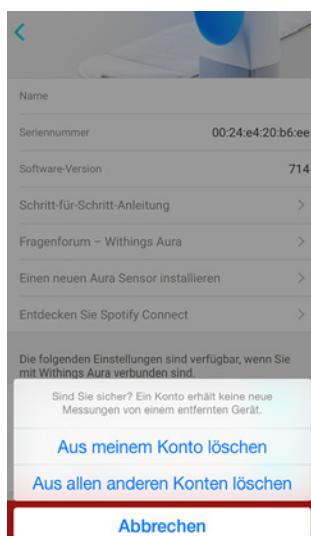 Name
Seriennummer 00:24:e4:20:b6:ee
Software-Version 714
Schritt-für-Schritt-Anleitung
Fragenforum – Withings Aura
Einen neuen Aura Sensor installieren
Entdecken Sie Spotify Connect
Die folgenden Einstellungen sind verfügbar, wenn Sie
mit Withings Aura verbunden sind.
Sind Sie sicher? Ein Konto erhält keine neue
Messungen von einem entfernten Gerät.
Aus meinem Konto löschen
Aus allen anderen Konten löschen
Abbrechen